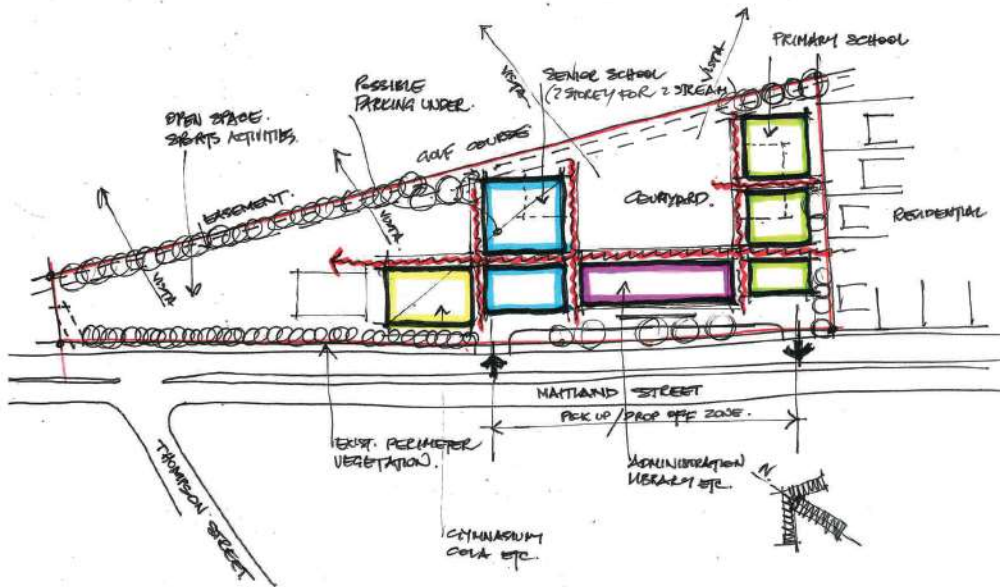 PRIMARY SCHOOL
VISTA
VISTA
SENIOR SCHOOL
(2 STOREY FOR 2 STREAM
POSSIBLE
PARKING UNDER.
OPEN SPACE.
SPORTS ACTIVITIES.
GOLF COURSE
EASEMENT.
VISTA
VISTA
COURTYARD.
RESIDENTIAL
MAITLAND STREET
PICK UP / DROP OFF ZONE.
EXIST. PERIMETER
VEGETATION.
ADMINISTRATION
LIBRARY ETC.
THOMPSON STREET
GYMNASIUM
COLA ETC.
N.